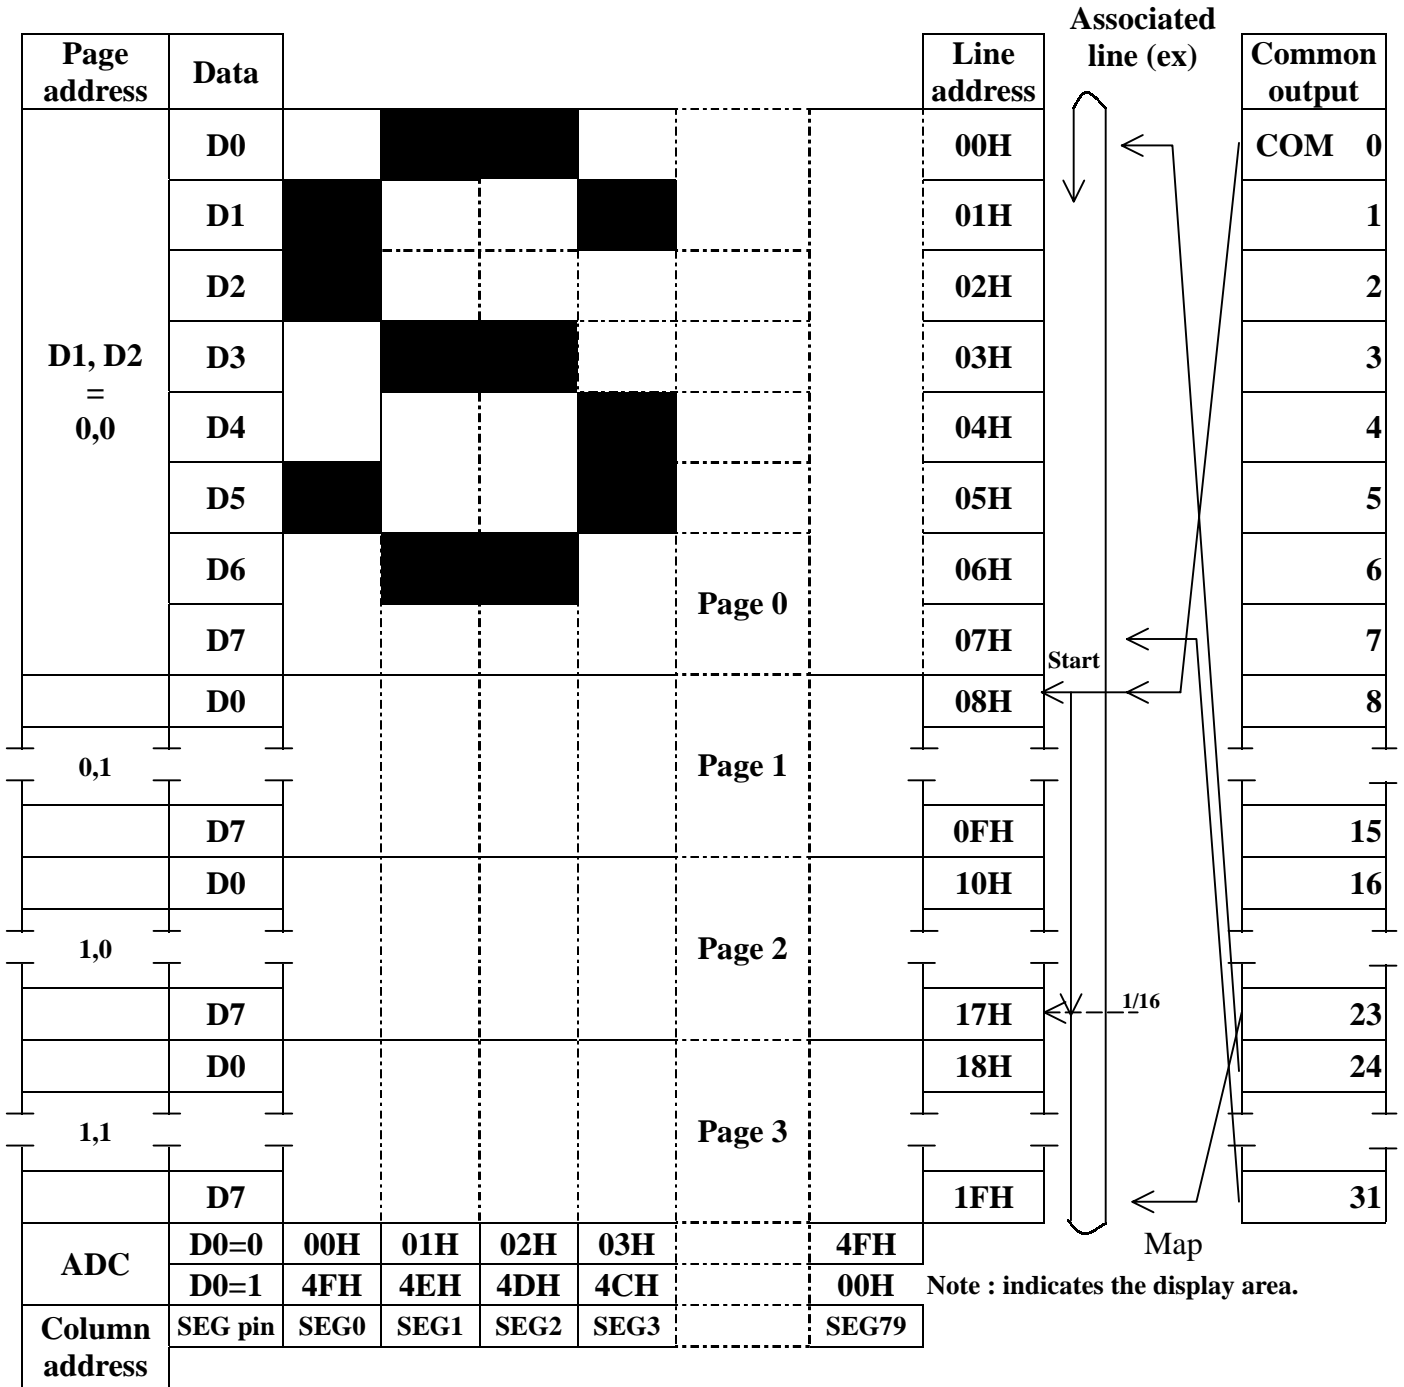 Associated
line (ex)
Page address Data Line address Common output
D0 00H COM 0
D1 01H 1
D2 02H 2
D1, D2 = 0,0 D3 03H 3
D4 04H 4
D5 05H 5
D6 06H 6
Page 0
D7 07H 7
Start
D0 08H 8
0,1 Page 1
D7 0FH 15
D0 10H 16
1,0 Page 2
D7 17H 1/16 23
D0 18H 24
1,1 Page 3
D7 1FH 31
ADC D0=0 00H 01H 02H 03H 4FH Map
D0=1 4FH 4EH 4DH 4CH 00H Note : indicates the display area.
Column address SEG pin SEG0 SEG1 SEG2 SEG3 SEG79